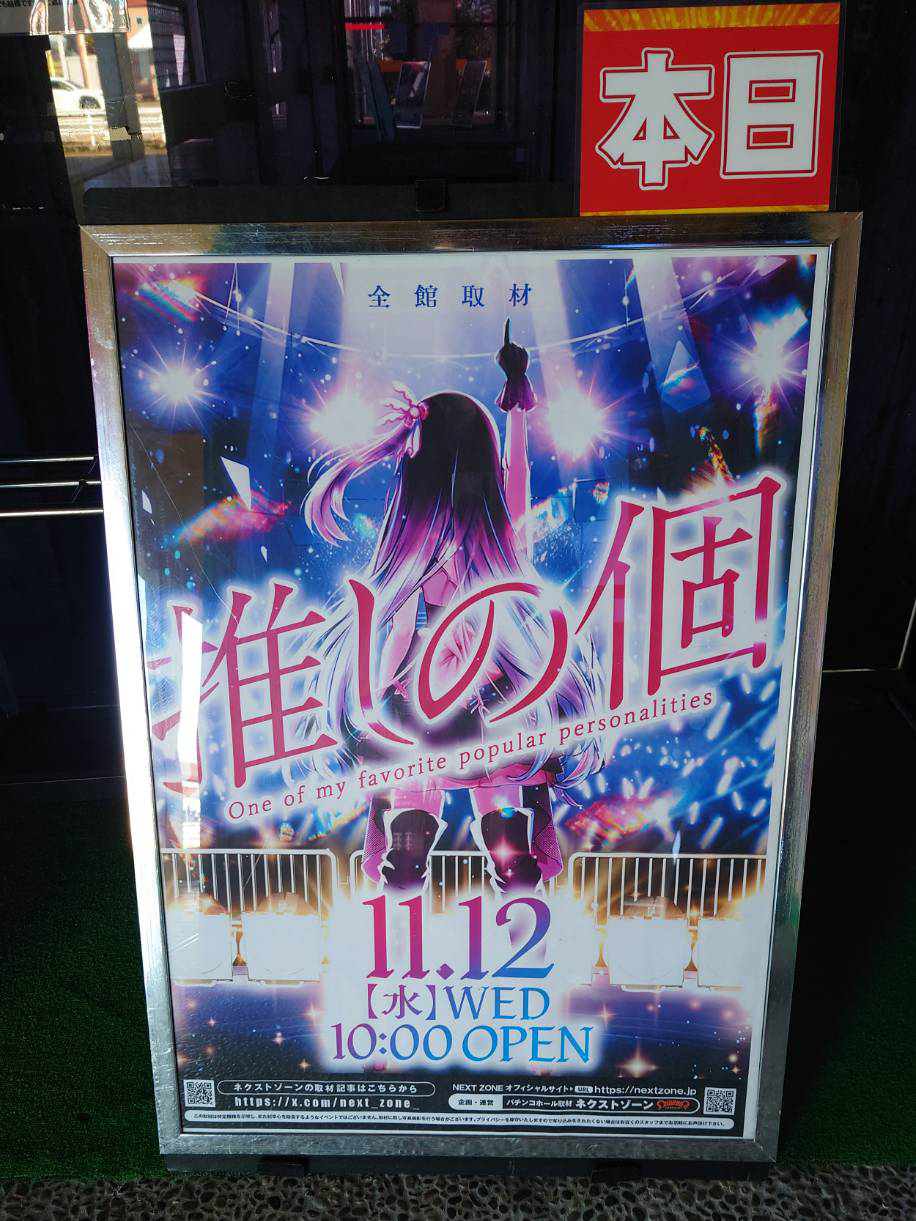 本日
全館取材
推しの個
One of my favorite popular personalities
11.12
【水】WED
10:00 OPEN
ネクストゾーンの取材記事はこちらから
https://x.com/next_zone_
NEXT ZONE オフィシャルサイト URL https://nextzone.jp
企画・運営 パチンコホール取材 ネクストゾーン